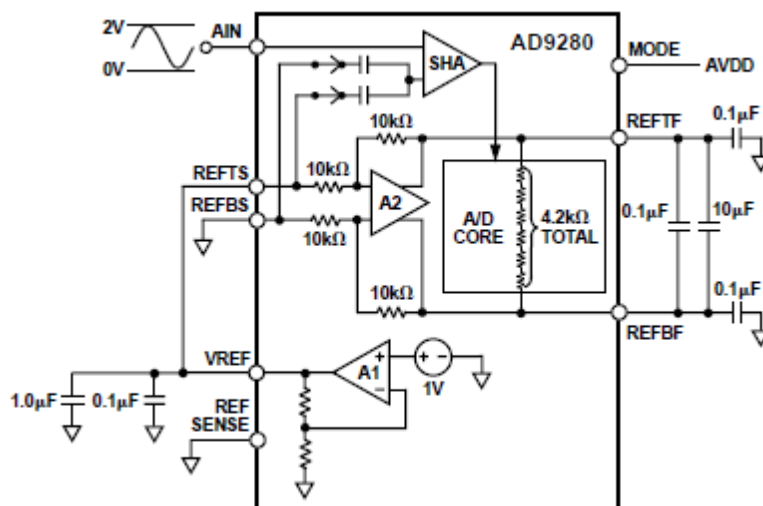 2V
0V
AIN
AD9280
SHA
MODE
AVDD
10kΩ
REFTF
0.1µF
REFTS
10kΩ
REFBS
A2
10kΩ
A/D
CORE
4.2kΩ
TOTAL
0.1µF
10µF
10kΩ
0.1µF
REFBF
VREF
A1
+
−
+ −
1V
1.0µF
0.1µF
REF
SENSE